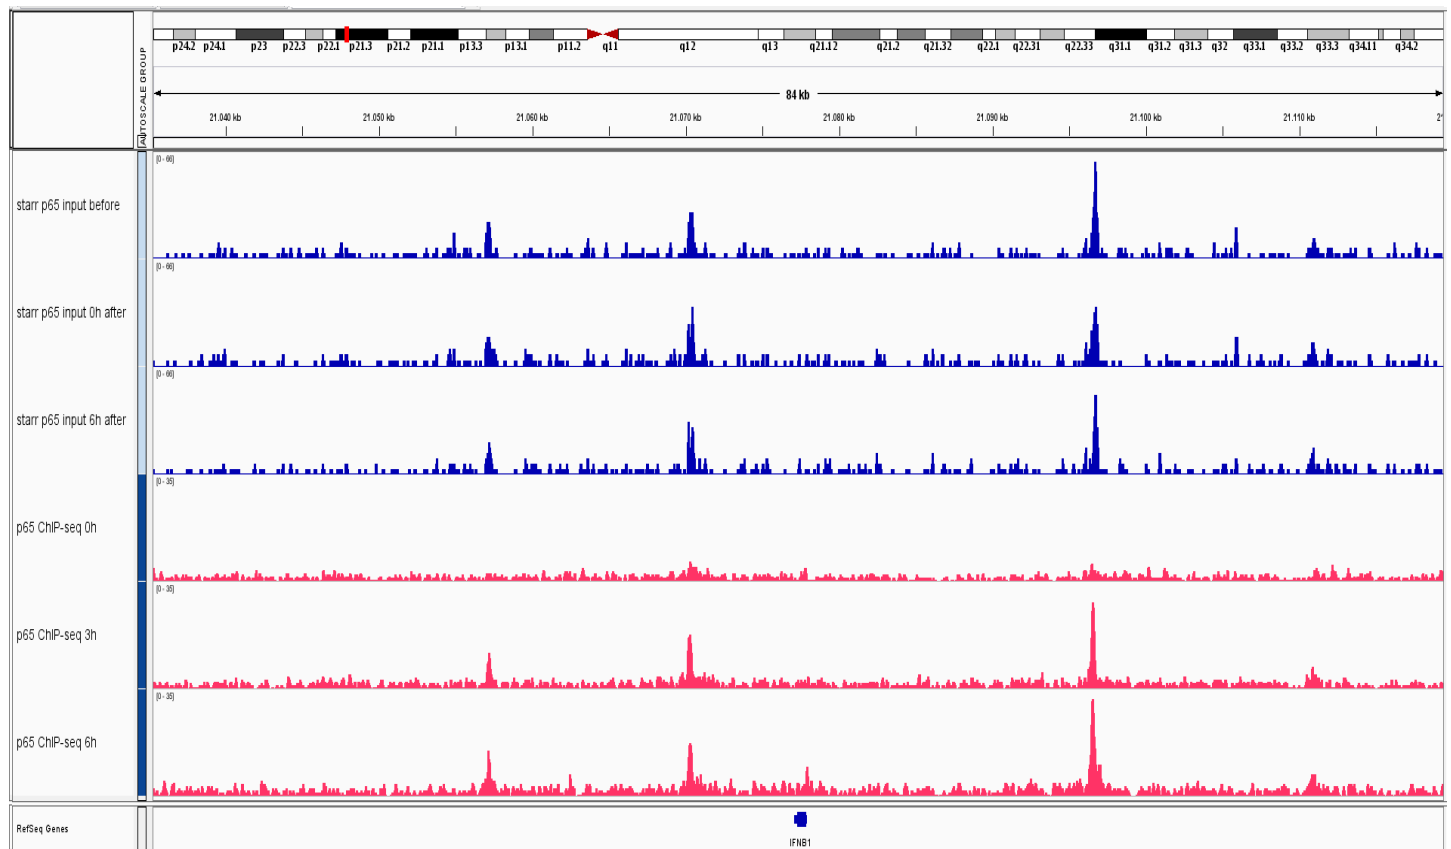 p24.2 p24.1 p23 p22.3 p22.1 p21.3 p21.2 p21.1 p13.3 p13.1 p11.2 q11 q12 q13 q21.12 q21.2 q21.32 q22.1 q22.31 q22.33 q31.1 q31.2 q31.3 q32 q33.1 q33.2 q33.3 q34.11 q34.2
AUTOSCALE GROUP
84 kb
21.040 kb 21.050 kb 21.060 kb 21.070 kb 21.080 kb 21.090 kb 21.100 kb 21.110 kb
[0 - 66]
starr p65 input before
[0 - 66]
starr p65 input 0h after
[0 - 66]
starr p65 input 6h after
[0 - 35]
p65 ChIP-seq 0h
[0 - 35]
p65 ChIP-seq 3h
[0 - 35]
p65 ChIP-seq 6h
RefSeq Genes
IFNB1